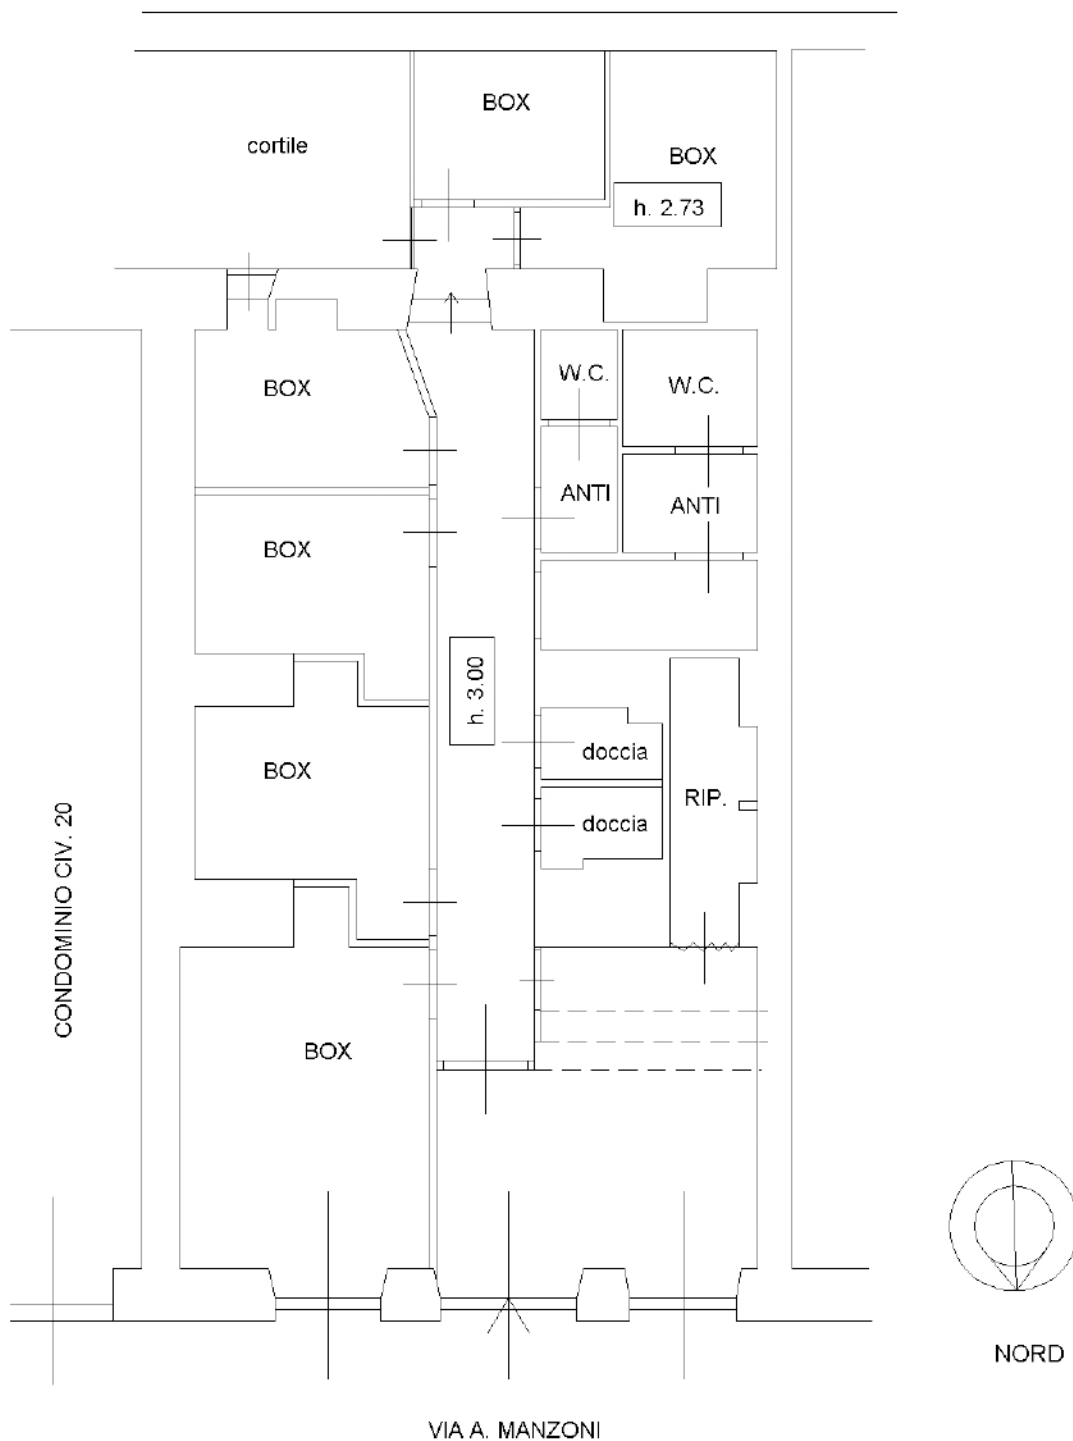 BOX
cortile
BOX
h. 2.73
W.C.
W.C.
BOX
ANTI
ANTI
BOX
h. 3.00
doccia
BOX
RIP.
doccia
CONDOMINIO CIV. 20
BOX
NORD
VIA A. MANZONI